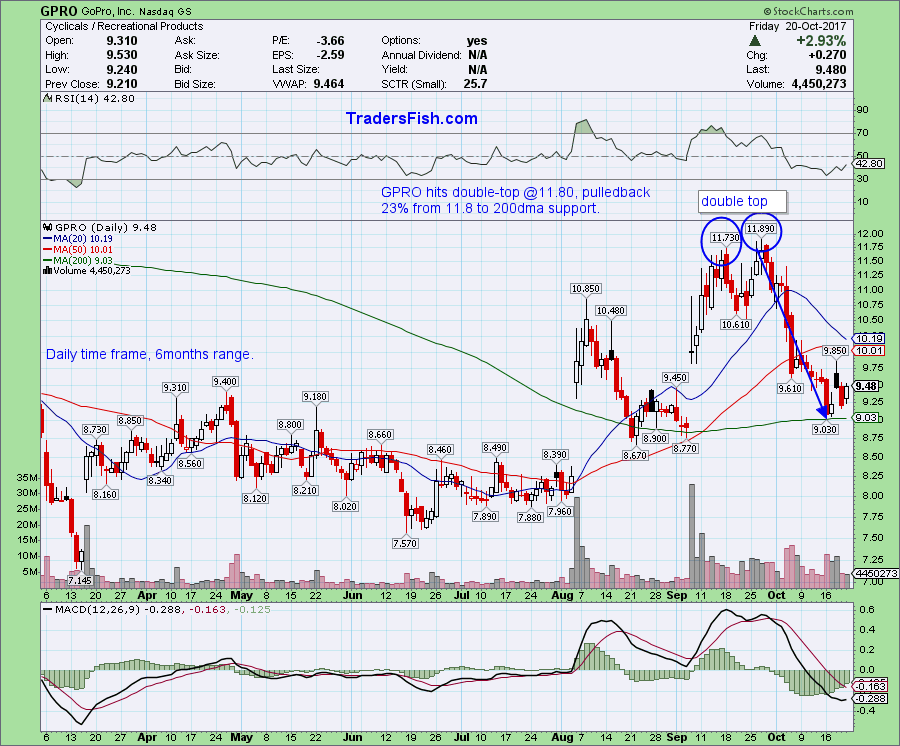 GPRO GoPro, Inc. Nasdaq GS
© StockCharts.com
Cyclicals / Recreational Products
Friday 20-Oct-2017
Open: 9.310 Ask: P/E: -3.66 Options: yes +2.93%
High: 9.530 Ask Size: EPS: -2.59 Annual Dividend: N/A Chg: +0.270
Low: 9.240 Bid: Last Size: Yield: N/A Last: 9.480
Prev Close: 9.210 Bid Size: VWAP: 9.464 SCTR (Small): 25.7 Volume: 4,450,273
RSI(14) 42.80
TradersFish.com
90
70
50
42.80
30
10
GPRO hits double-top @11.80, pulledback
23% from 11.8 to 200dma support.
double top
GPRO (Daily) 9.48
MA(20) 10.19
MA(50) 10.01
MA(200) 9.03
Volume 4,450,273
Daily time frame, 6months range.
11.730
11.890
10.850
10.480
10.610
9.850
9.610
9.450
9.310
9.400
9.180
8.730
8.850
8.800
8.660
8.460
8.490
8.390
8.160
8.340
8.560
8.120
8.210
8.020
7.570
7.890
7.880
7.960
8.670
8.900
8.770
9.030
7.145
12.00
11.75
11.50
11.25
11.00
10.75
10.50
10.19
10.01
9.75
9.48
9.25
9.03
8.75
8.50
8.25
8.00
7.75
7.50
7.25
4450273
7.00
35M
30M
25M
20M
15M
10M
5M
6 13 20 27 Apr 10 17 24 May 8 15 22 Jun 12 19 26 Jul 10 17 24 Aug 7 14 21 28 Sep 11 18 25 Oct 9 16
MACD(12,26,9) -0.288, -0.163, -0.125
0.6
0.4
0.2
0.0
-0.163
-0.288
-0.4
6 13 20 27 Apr 10 17 24 May 8 15 22 Jun 12 19 26 Jul 10 17 24 Aug 7 14 21 28 Sep 11 18 25 Oct 9 16